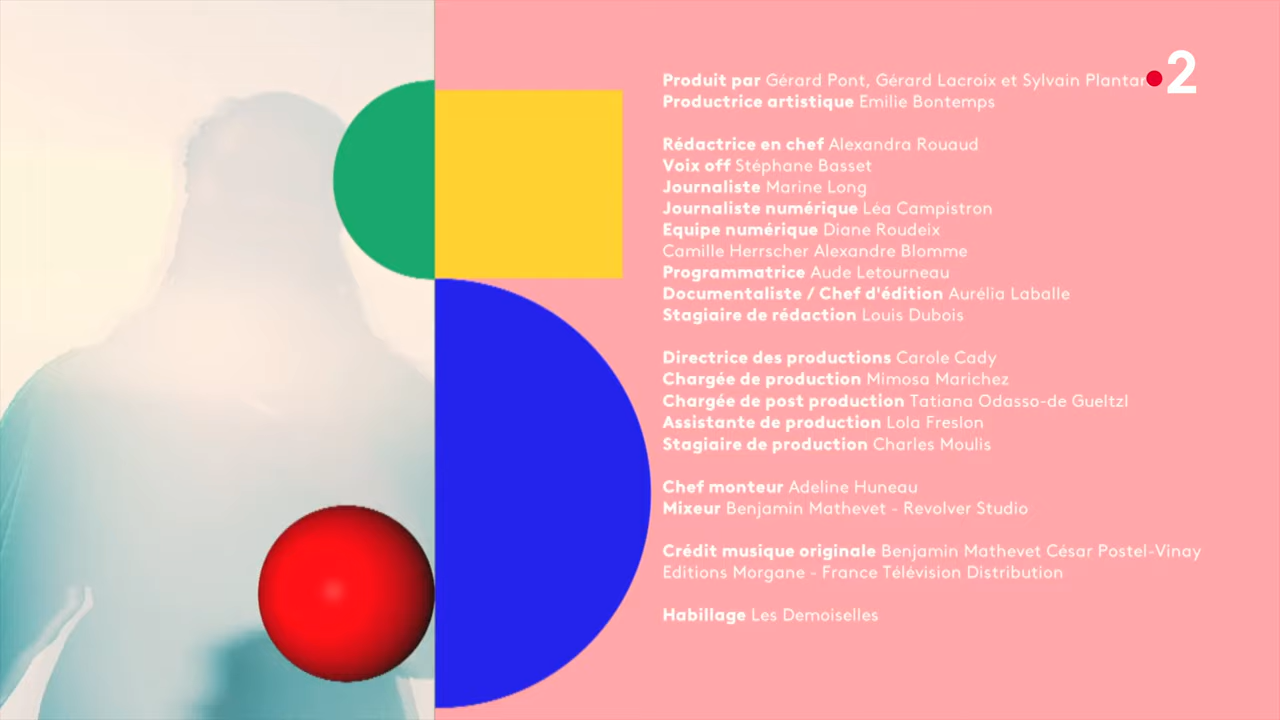 Produit par Gérard Pont, Gérard Lacroix et Sylvain
2
Productrice artistique Emilie Bontemps
Rédactrice en chef Alexandra Rouaud
Voix off Stéphane Basset
Journaliste Marine Long
Journaliste numérique Léa Campistron
Equipe numérique Diane Roudeix
Camille Herrscher Alexandre Blomme
Programmatrice Aude Letourneau
Documentaliste / Chef d'édition Aurélia Laballe
Stagiaire de rédaction Louis Dubois
Directrice des productions Carole Cady
Chargée de production Mimosa Marichez
Chargée de post production Tatiana Odasso-de Gueltzl
Assistante de production Lola Freslon
Stagiaire de production Charles Moulis
Chef monteur Adeline Huneau
Mixeur Benjamin Mathevet - Revolver Studio
Crédit musique originale Benjamin Mathevet César Postel-Vinay
Editions Morgane - France Télévision Distribution
Habillage Les Demoiselles